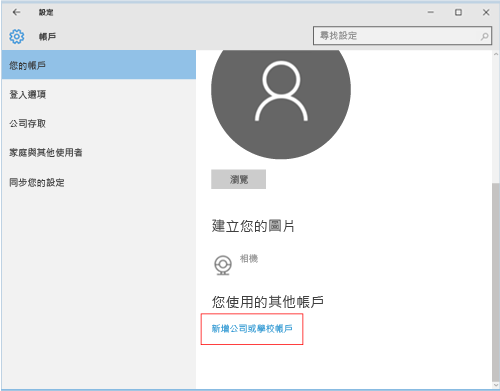 設定
帳戶
尋找設定
您的帳戶
登入選項
公司存取
家庭與其他使用者
同步您的設定
瀏覽
建立您的圖片
相機
您使用的其他帳戶
新增公司或學校帳戶